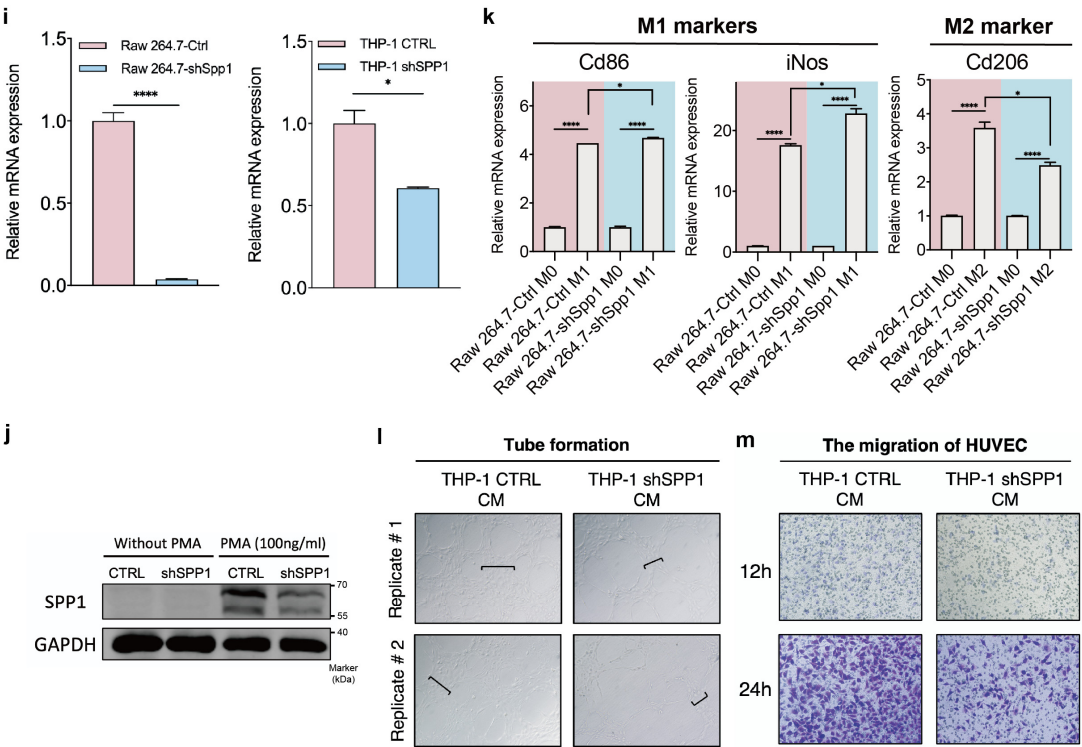 i
Relative mRNA expression
1.5
1.0
0.5
0.0
Raw 264.7-Ctrl
Raw 264.7-shSpp1
****
Relative mRNA expression
1.5
1.0
0.5
0.0
THP-1 CTRL
THP-1 shSPP1
*
k
M1 markers
M2 marker
Cd86
Relative mRNA expression
6
4
2
0
****
****
*
Raw 264.7-Ctrl M0
Raw 264.7-Ctrl M1
Raw 264.7-shSpp1 M0
Raw 264.7-shSpp1 M1
iNos
Relative mRNA expression
20
10
0
****
****
*
Raw 264.7-Ctrl M0
Raw 264.7-Ctrl M1
Raw 264.7-shSpp1 M0
Raw 264.7-shSpp1 M1
Cd206
Relative mRNA expression
5
4
3
2
1
0
****
****
*
Raw 264.7-Ctrl M0
Raw 264.7-Ctrl M2
Raw 264.7-shSpp1 M0
Raw 264.7-shSpp1 M2
j
Without PMA
PMA (100ng/ml)
CTRL shSPP1 CTRL shSPP1
SPP1
GAPDH
70
55
40
Marker
(kDa)
l
Tube formation
THP-1 CTRL
CM
THP-1 shSPP1
CM
Replicate # 1
Replicate # 2
m
The migration of HUVEC
THP-1 CTRL
CM
THP-1 shSPP1
CM
12h
24h